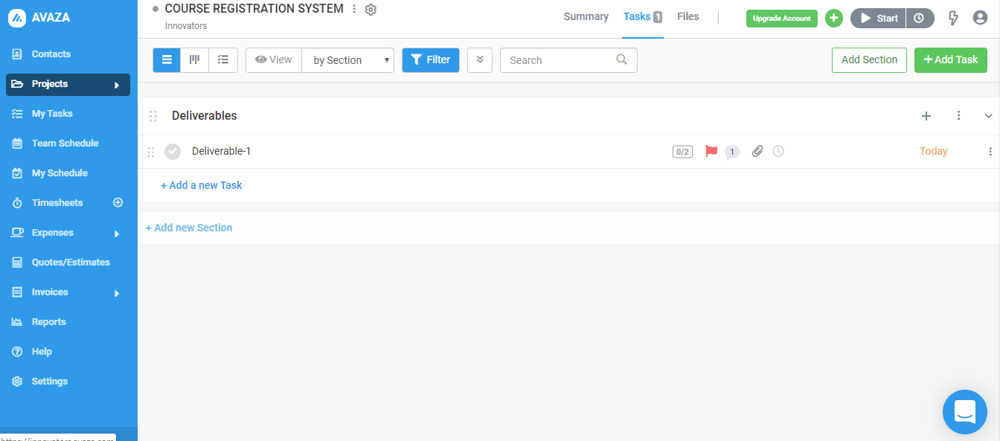 AVAZA
Contacts
Projects
My Tasks
Team Schedule
My Schedule
Timesheets
Expenses
Quotes/Estimates
Invoices
Reports
Help
Settings
COURSE REGISTRATION SYSTEM
Innovators
Summary Tasks 1 Files
Upgrade Account
Start
View by Section Filter Search
Add Section + Add Task
Deliverables
Deliverable-1 0/2 1 Today
+ Add a new Task
+ Add new Section